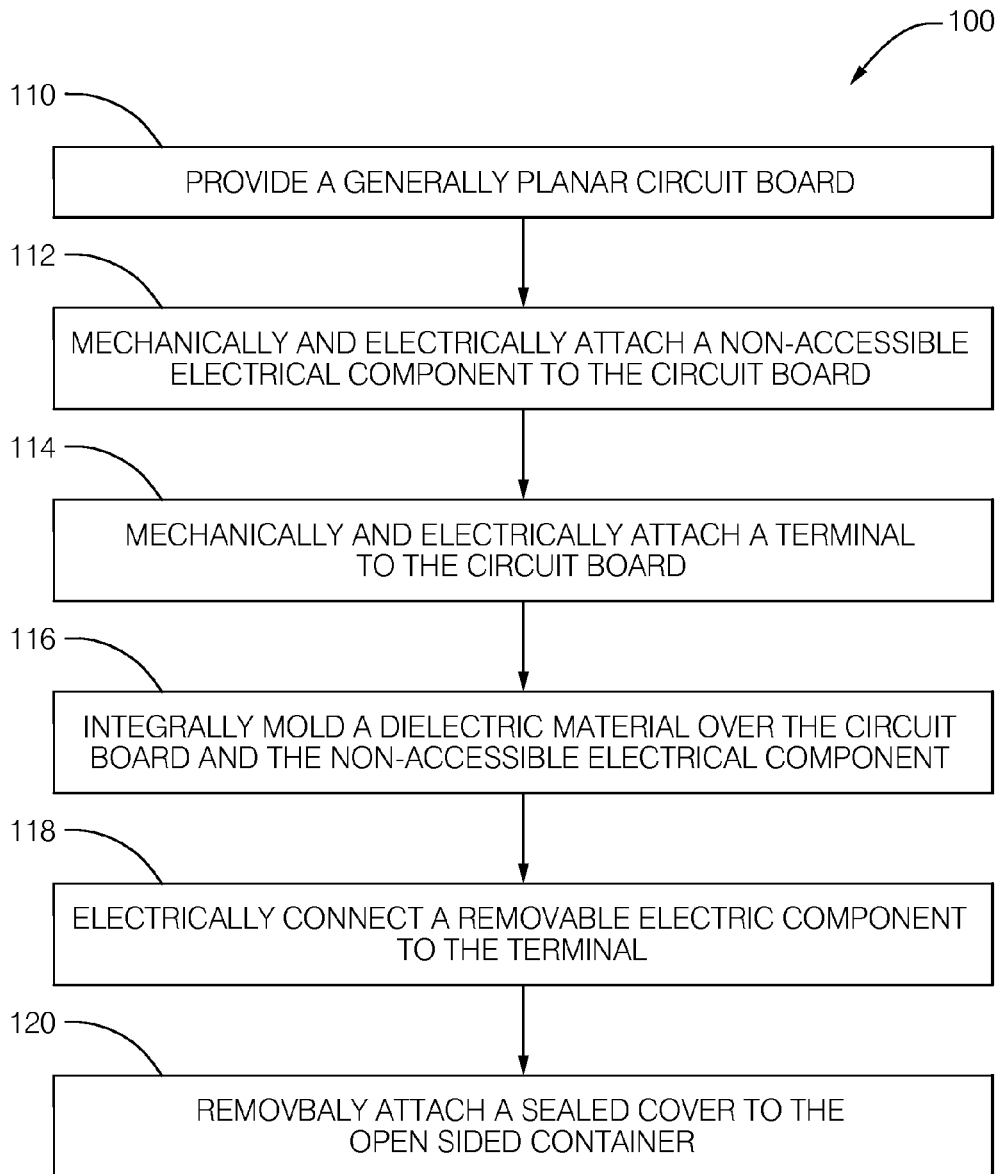 100
110
PROVIDE A GENERALLY PLANAR CIRCUIT BOARD
112
MECHANICALLY AND ELECTRICALLY ATTACH A NON-ACCESSIBLE
ELECTRICAL COMPONENT TO THE CIRCUIT BOARD
114
MECHANICALLY AND ELECTRICALLY ATTACH A TERMINAL
TO THE CIRCUIT BOARD
116
INTEGRALLY MOLD A DIELECTRIC MATERIAL OVER THE CIRCUIT
BOARD AND THE NON-ACCESSIBLE ELECTRICAL COMPONENT
118
ELECTRICALLY CONNECT A REMOVABLE ELECTRIC COMPONENT
TO THE TERMINAL
120
REMOVBALY ATTACH A SEALED COVER TO THE
OPEN SIDED CONTAINER